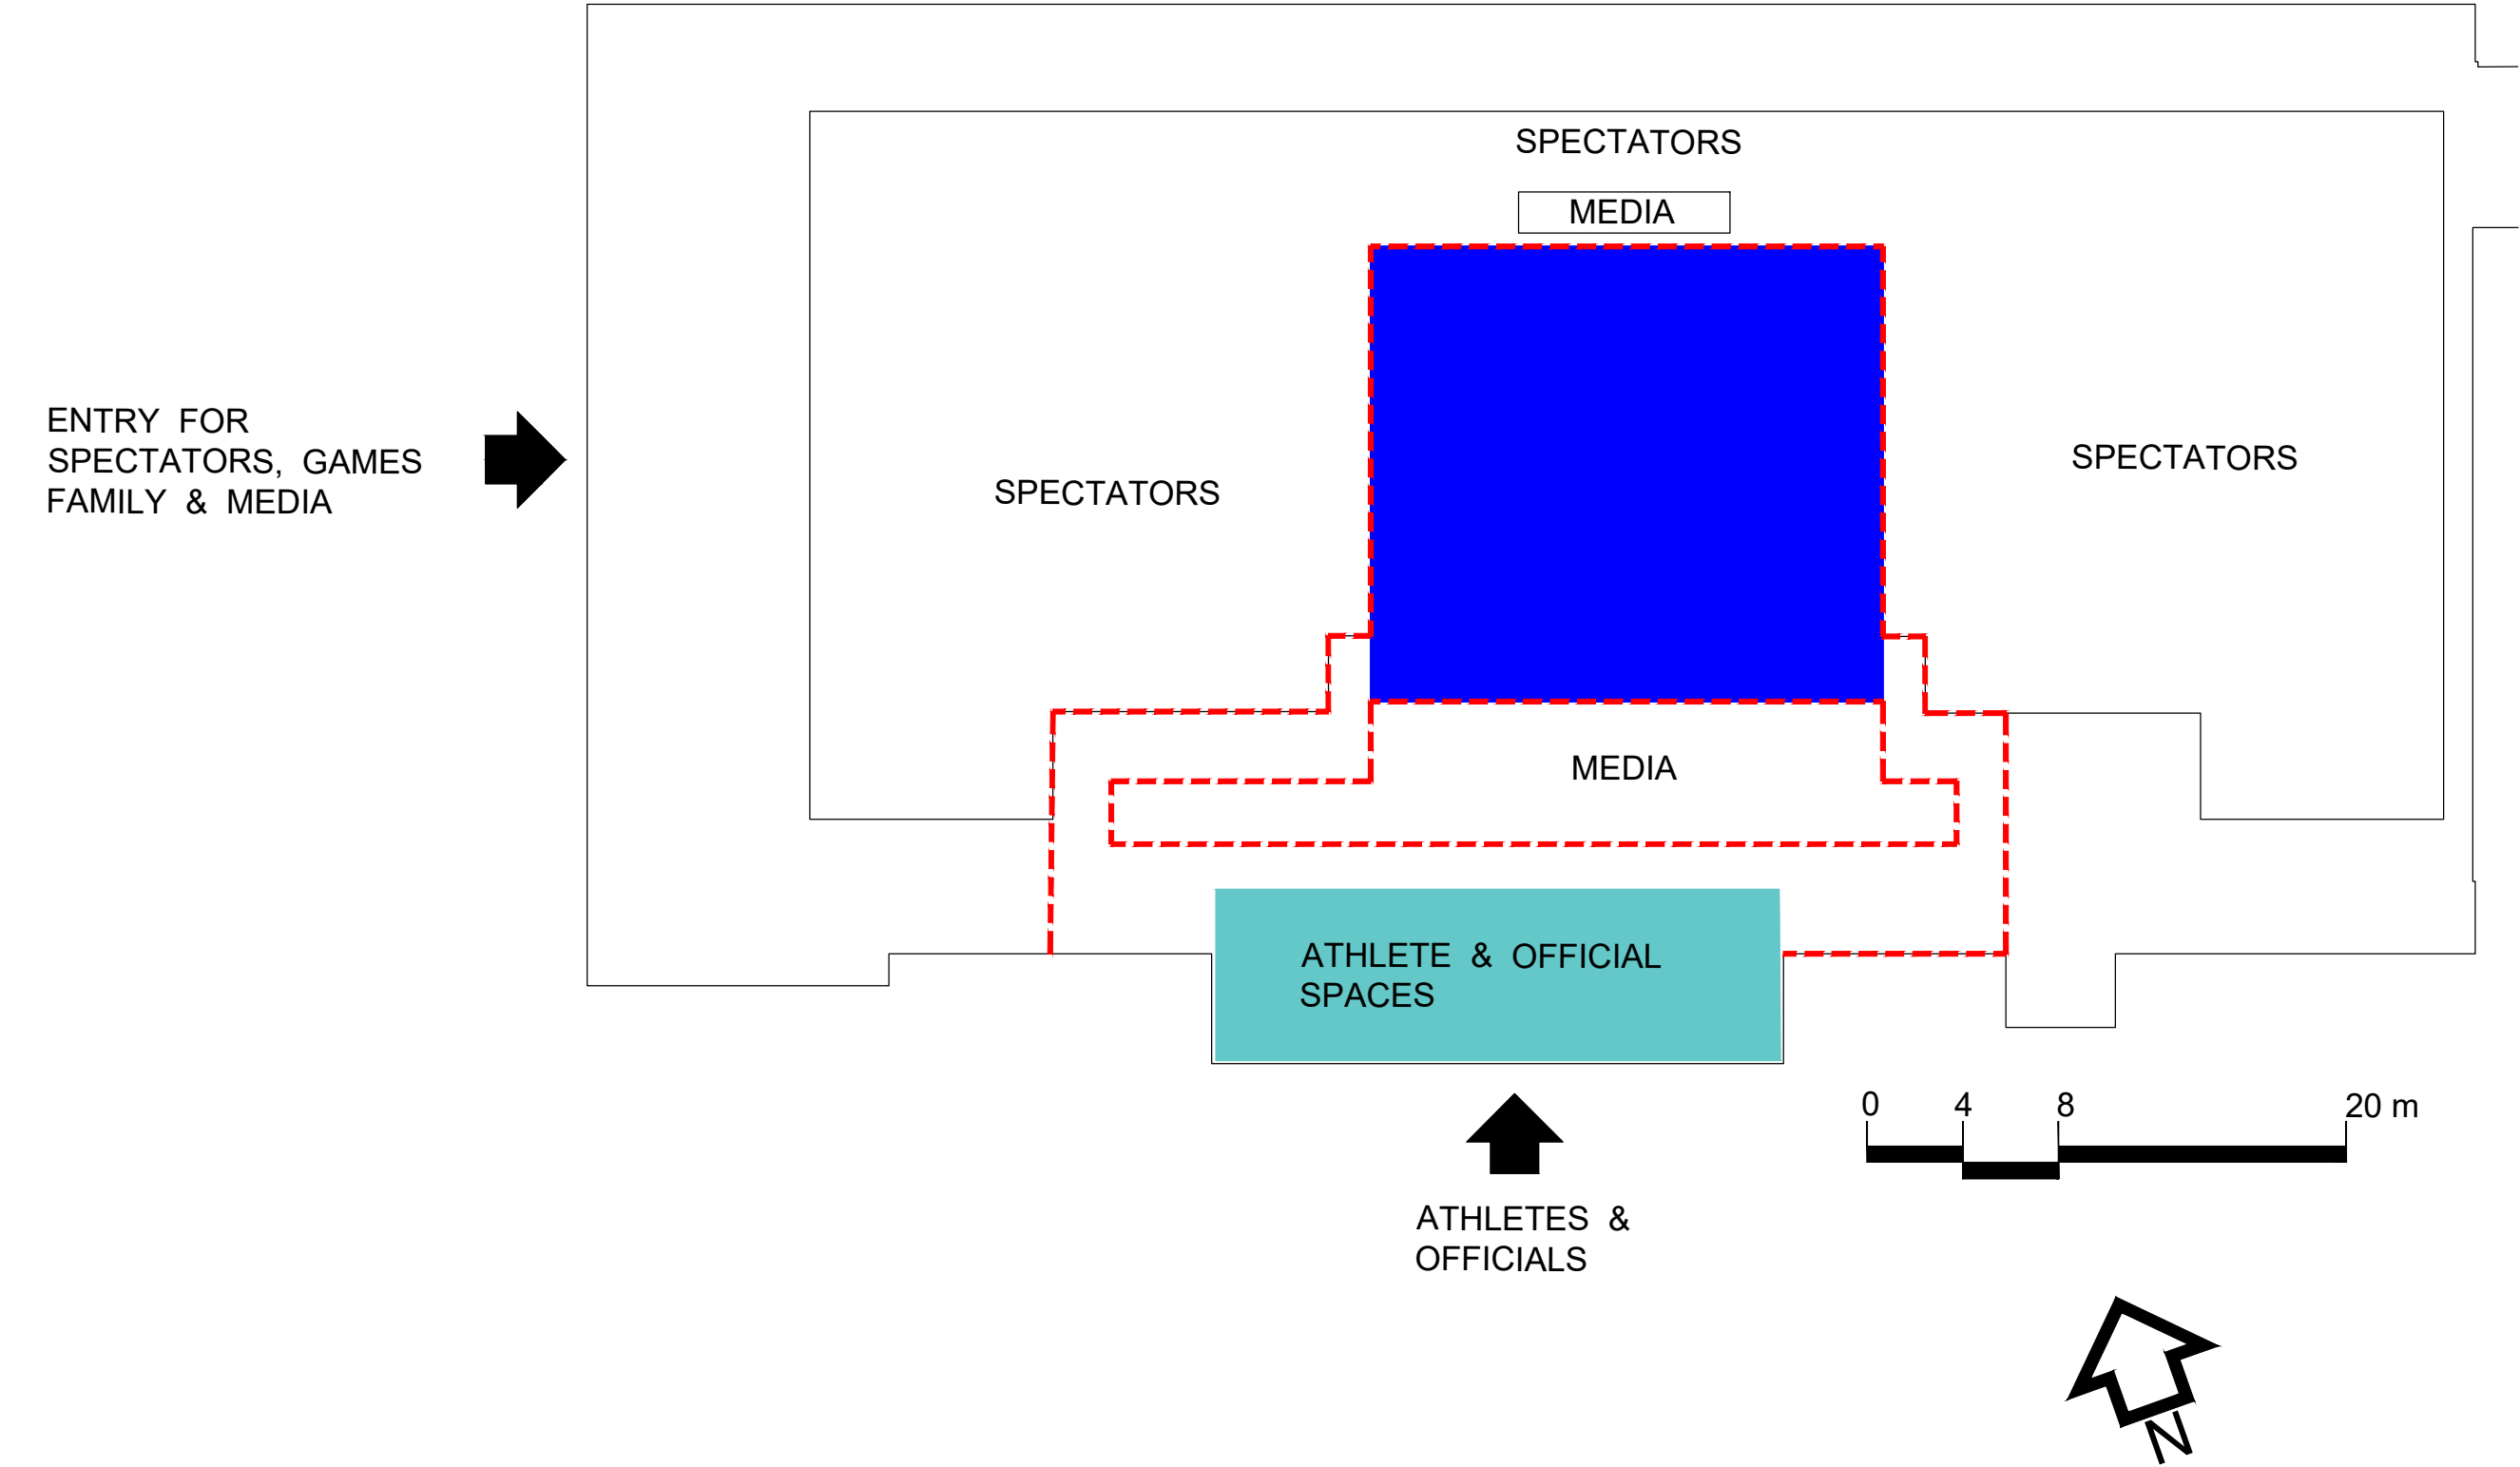 SPECTATORS
MEDIA
ENTRY FOR
SPECTATORS, GAMES
FAMILY & MEDIA
SPECTATORS
SPECTATORS
MEDIA
ATHLETE & OFFICIAL
SPACES
0 4 8 20 m
ATHLETES &
OFFICIALS
N